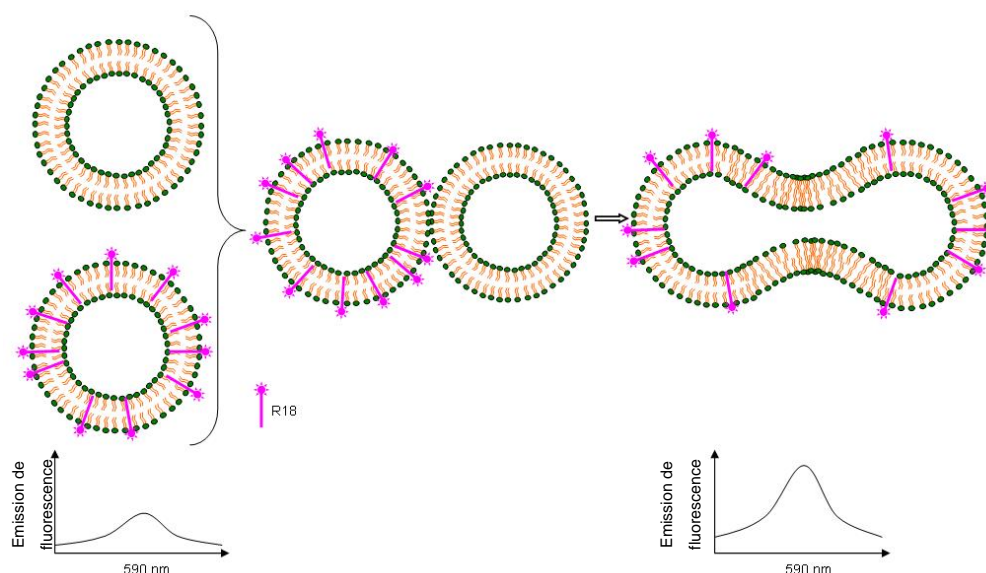 R18
Emission de
fluorescence
590 nm
Emission de
fluorescence
590 nm